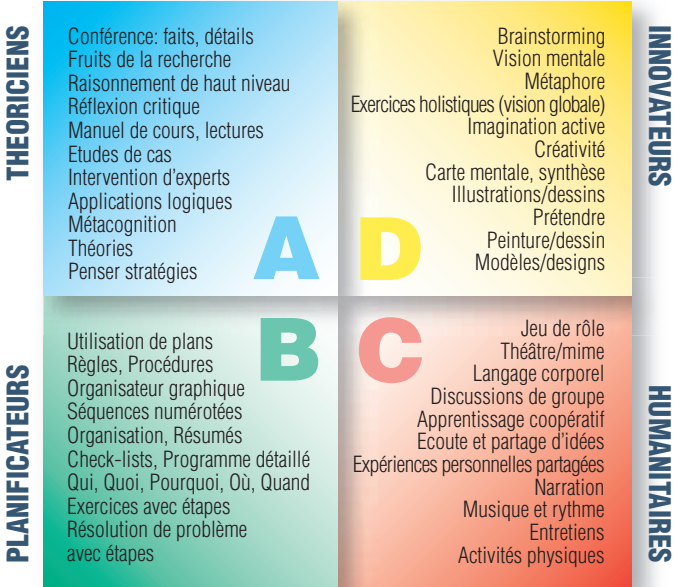 THEORICIENS
Conférence: faits, détails
Fruits de la recherche
Raisonnement de haut niveau
Réflexion critique
Manuel de cours, lectures
Etudes de cas
Intervention d'experts
Applications logiques
Métacognition
Théories
Penser stratégies
A
INNOVATEURS
Brainstorming
Vision mentale
Métaphore
Exercices holistiques (vision globale)
Imagination active
Créativité
Carte mentale, synthèse
Illustrations/dessins
Prétendre
Peinture/dessin
Modèles/designs
D
PLANIFICATEURS
Utilisation de plans
Règles, Procédures
Organisateur graphique
Séquences numérotées
Organisation, Résumés
Check-lists, Programme détaillé
Qui, Quoi, Pourquoi, Où, Quand
Exercices avec étapes
Résolution de problème
avec étapes
B
HUMANITAIRES
Jeu de rôle
Théâtre/mime
Langage corporel
Discussions de groupe
Apprentissage coopératif
Ecoute et partage d'idées
Expériences personnelles partagées
Narration
Musique et rythme
Entretiens
Activités physiques
C